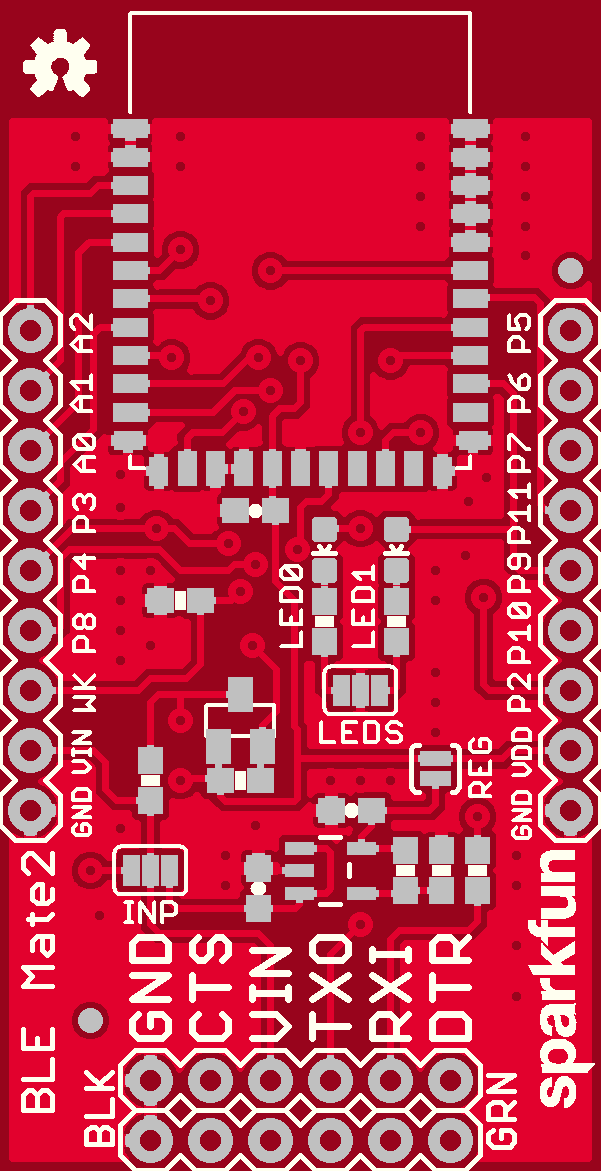 A2
A1
A0
P3
P4
P8
WK
VIN
GND
P5
P6
P7
P11
P9
P10
P2
VDD
GND
LED0
LED1
LEDS
REG
INP
BLE Mate2
GND
CTS
VIN
TXO
RXI
DTR
sparkfun
BLK
GRN